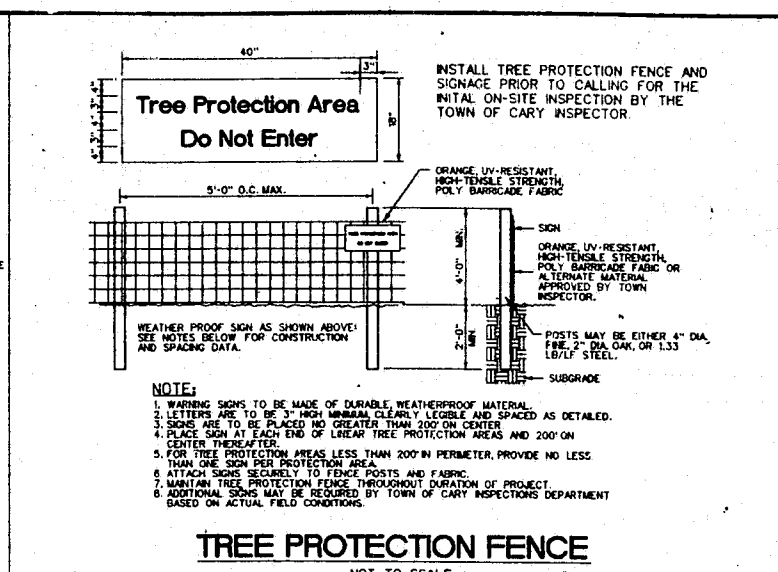 40"
3"
INSTALL TREE PROTECTION FENCE AND
SIGNAGE PRIOR TO CALLING FOR THE
INITAL ON-SITE INSPECTION BY THE
TOWN OF CARY INSPECTOR.
4" 3" 4" 3" 4"
Tree Protection Area
Do Not Enter
18"
ORANGE, UV-RESISTANT,
HIGH-TENSILE STRENGTH,
POLY BARRICADE FABRIC
5'-0" O.C. MAX.
TREE PROTECTION AREA
DO NOT ENTER
4'-0" MIN.
SIGN
ORANGE, UV-RESISTANT,
HIGH-TENSILE STRENGTH,
POLY BARRICADE FABIC OR
ALTERNATE MATERIAL
APPROVED BY TOWN
INSPECTOR.
E
WEATHER PROOF SIGN AS SHOWN ABOVE:
SEE NOTES BELOW FOR CONSTRUCTION
AND SPACING DATA.
2'-0"
MIN.
POSTS MAY BE EITHER 4" DIA.
PINE, 2" DIA. OAK, OR 1.33
LB/LF STEEL.
SUBGRADE
NOTE:
1. WARNING SIGNS TO BE MADE OF DURABLE, WEATHERPROOF MATERIAL.
2. LETTERS ARE TO BE 3" HIGH MINIMUM, CLEARLY LEGIBLE AND SPACED AS DETAILED.
3. SIGNS ARE TO BE PLACED NO GREATER THAN 200' ON CENTER
4. PLACE SIGN AT EACH END OF LINEAR TREE PROTECTION AREAS AND 200' ON
CENTER THEREAFTER.
5. FOR TREE PROTECTION AREAS LESS THAN 200' IN PERIMETER, PROVIDE NO LESS
THAN ONE SIGN PER PROTECTION AREA.
6. ATTACH SIGNS SECURELY TO FENCE POSTS AND FABRIC.
7. MAINTAIN TREE PROTECTION FENCE THROUGHOUT DURATION OF PROJECT.
8. ADDITIONAL SIGNS MAY BE REQUIRED BY TOWN OF CARY INSPECTIONS DEPARTMENT
BASED ON ACTUAL FIELD CONDITIONS.
TREE PROTECTION FENCE
NOT TO SCALE